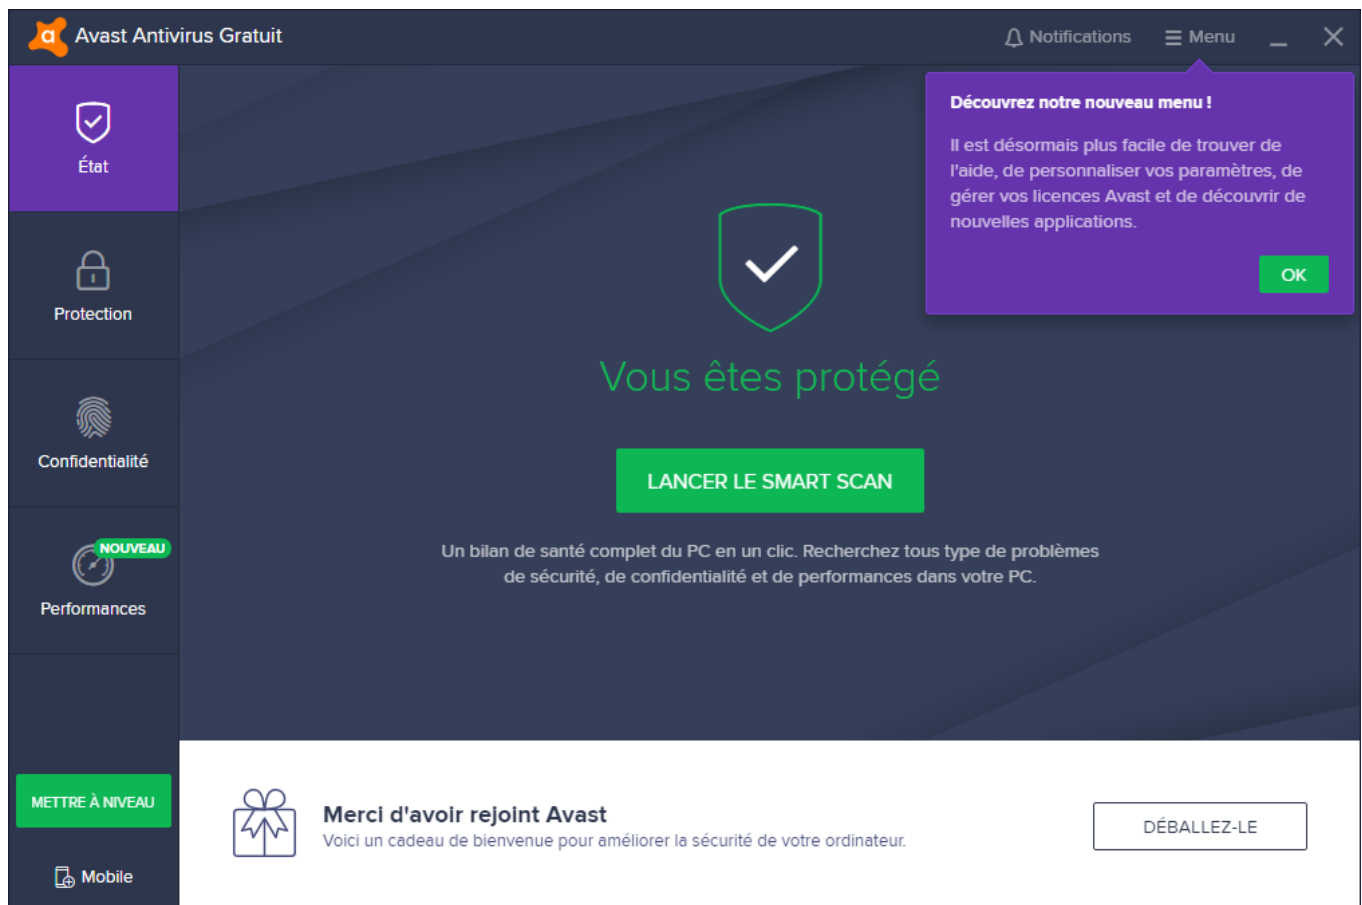 Avast Antivirus Gratuit
Notifications
Menu
État
Protection
Confidentialité
NOUVEAU
Performances
METTRE À NIVEAU
Mobile
Découvrez notre nouveau menu !
Il est désormais plus facile de trouver de
l'aide, de personnaliser vos paramètres, de
gérer vos licences Avast et de découvrir de
nouvelles applications.
OK
Vous êtes protégé
LANCER LE SMART SCAN
Un bilan de santé complet du PC en un clic. Recherchez tous type de problèmes
de sécurité, de confidentialité et de performances dans votre PC.
Merci d'avoir rejoint Avast
Voici un cadeau de bienvenue pour améliorer la sécurité de votre ordinateur.
DÉBALLEZ-LE